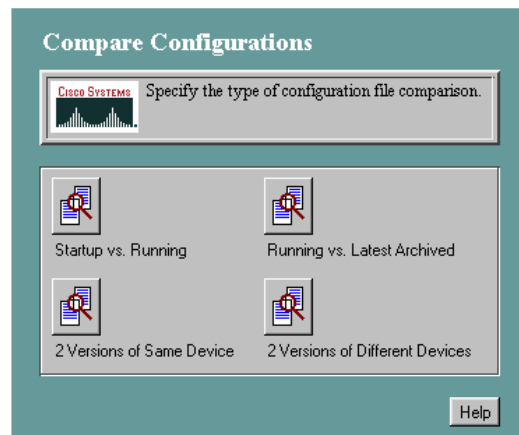 Compare Configurations
CISCO SYSTEMS
Specify the type of configuration file comparison.
Startup vs. Running
Running vs. Latest Archived
2 Versions of Same Device
2 Versions of Different Devices
Help